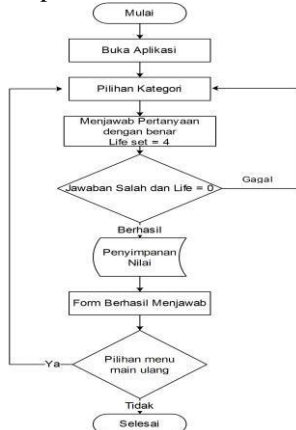 Mulai
Buka Aplikasi
Pilihan Kategori
Menjawab Pertanyaan
dengan benar
Life set = 4
Jawaban Salah dan Life = 0
Gagal
Berhasil
Penyimpanan
Nilai
Form Berhasil Menjawab
Ya
Pilihan menu
main ulang
Tidak
Selesai